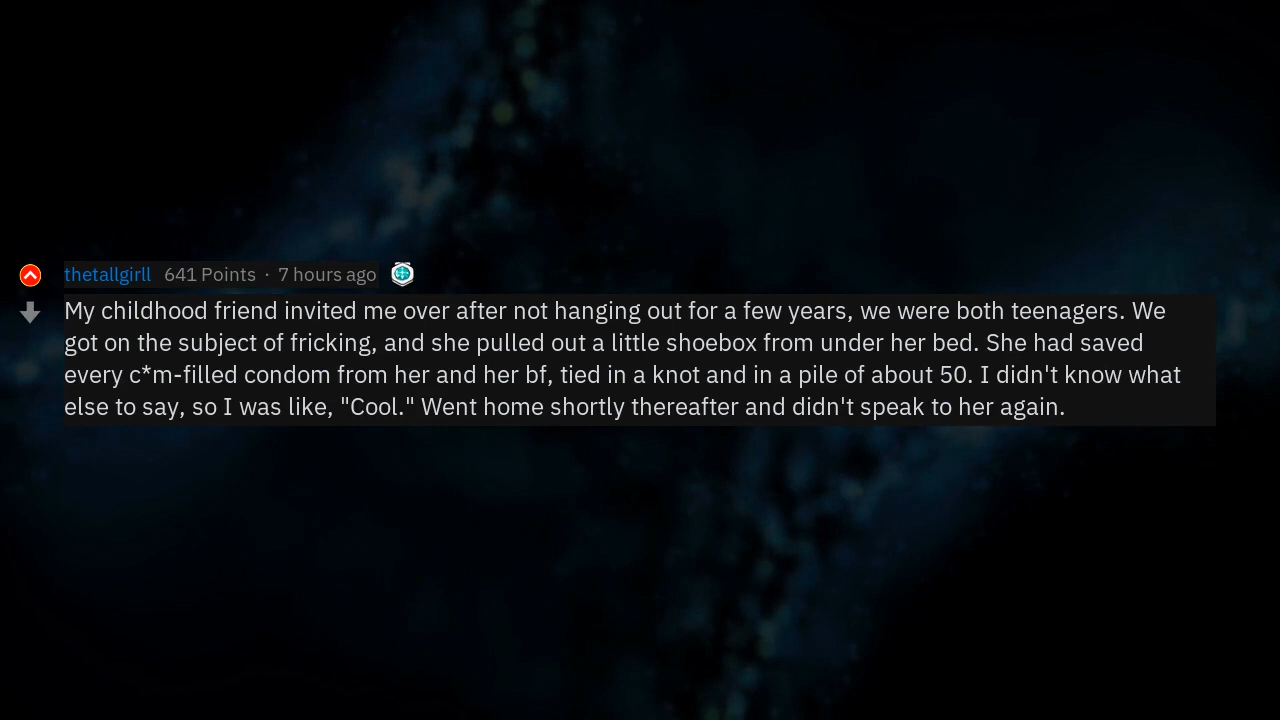 thetallgirll 641 Points · 7 hours ago
My childhood friend invited me over after not hanging out for a few years, we were both teenagers. We
got on the subject of fricking, and she pulled out a little shoebox from under her bed. She had saved
every c*m-filled condom from her and her bf, tied in a knot and in a pile of about 50. I didn't know what
else to say, so I was like, "Cool." Went home shortly thereafter and didn't speak to her again.